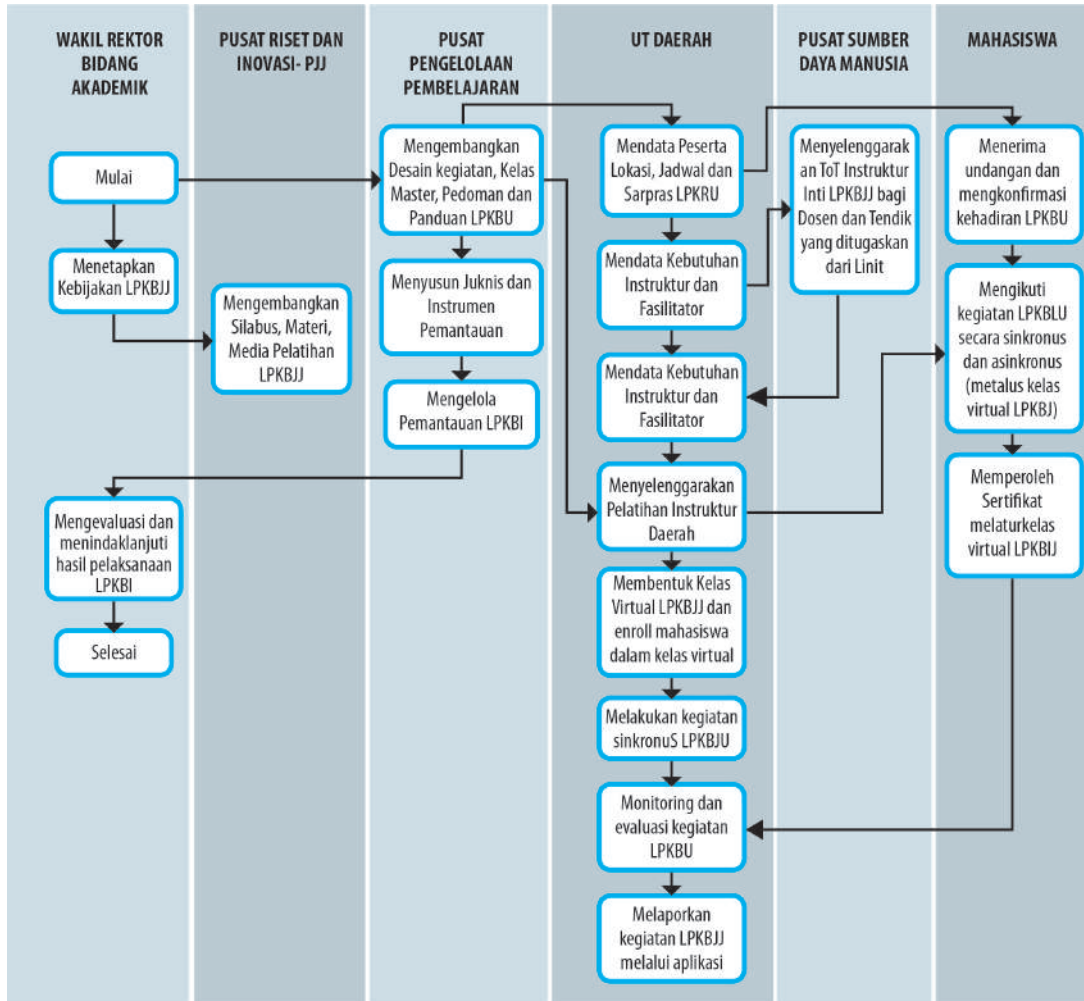 WAKIL REKTOR
BIDANG
AKADEMIK
PUSAT RISET DAN
INOVASI- PJJ
PUSAT
PENGELOLAAN
PEMBELAJARAN
UT DAERAH
PUSAT SUMBER
DAYA MANUSIA
MAHASISWA
Mulai
Menetapkan
Kebijakan LPKBJJ
Mengevaluasi dan
menindaklanjuti
hasil pelaksanaan
LPKBI
Selesai
Mengembangkan
Silabus, Materi,
Media Pelatihan
LPKBJJ
Mengembangkan
Desain kegiatan, Kelas
Master, Pedoman dan
Panduan LPKBU
Menyusun Juknis dan
Instrumen
Pemantauan
Mengelola
Pemantauan LPKBI
Mendata Peserta
Lokasi, Jadwal dan
Sarpras LPKRU
Mendata Kebutuhan
Instruktur dan
Fasilitator
Mendata Kebutuhan
Instruktur dan
Fasilitator
Menyelenggarakan
Pelatihan Instruktur
Daerah
Membentuk Kelas
Virtual LPKBJJ dan
enroll mahasiswa
dalam kelas virtual
Melakukan kegiatan
sinkronuS LPKBJU
Monitoring dan
evaluasi kegiatan
LPKBU
Melaporkan
kegiatan LPKBJJ
melalui aplikasi
Menyelenggarak
an ToT Instruktur
Inti LPKBJJ bagi
Dosen dan Tendik
yang ditugaskan
dari Linit
Menerima
undangan dan
mengkonfirmasi
kehadiran LPKBU
Mengikuti
kegiatan LPKBLU
secara sinkronus
dan asinkronus
(metalus kelas
virtual LPKBJ)
Memperoleh
Sertifikat
melaturkelas
virtual LPKBIJ